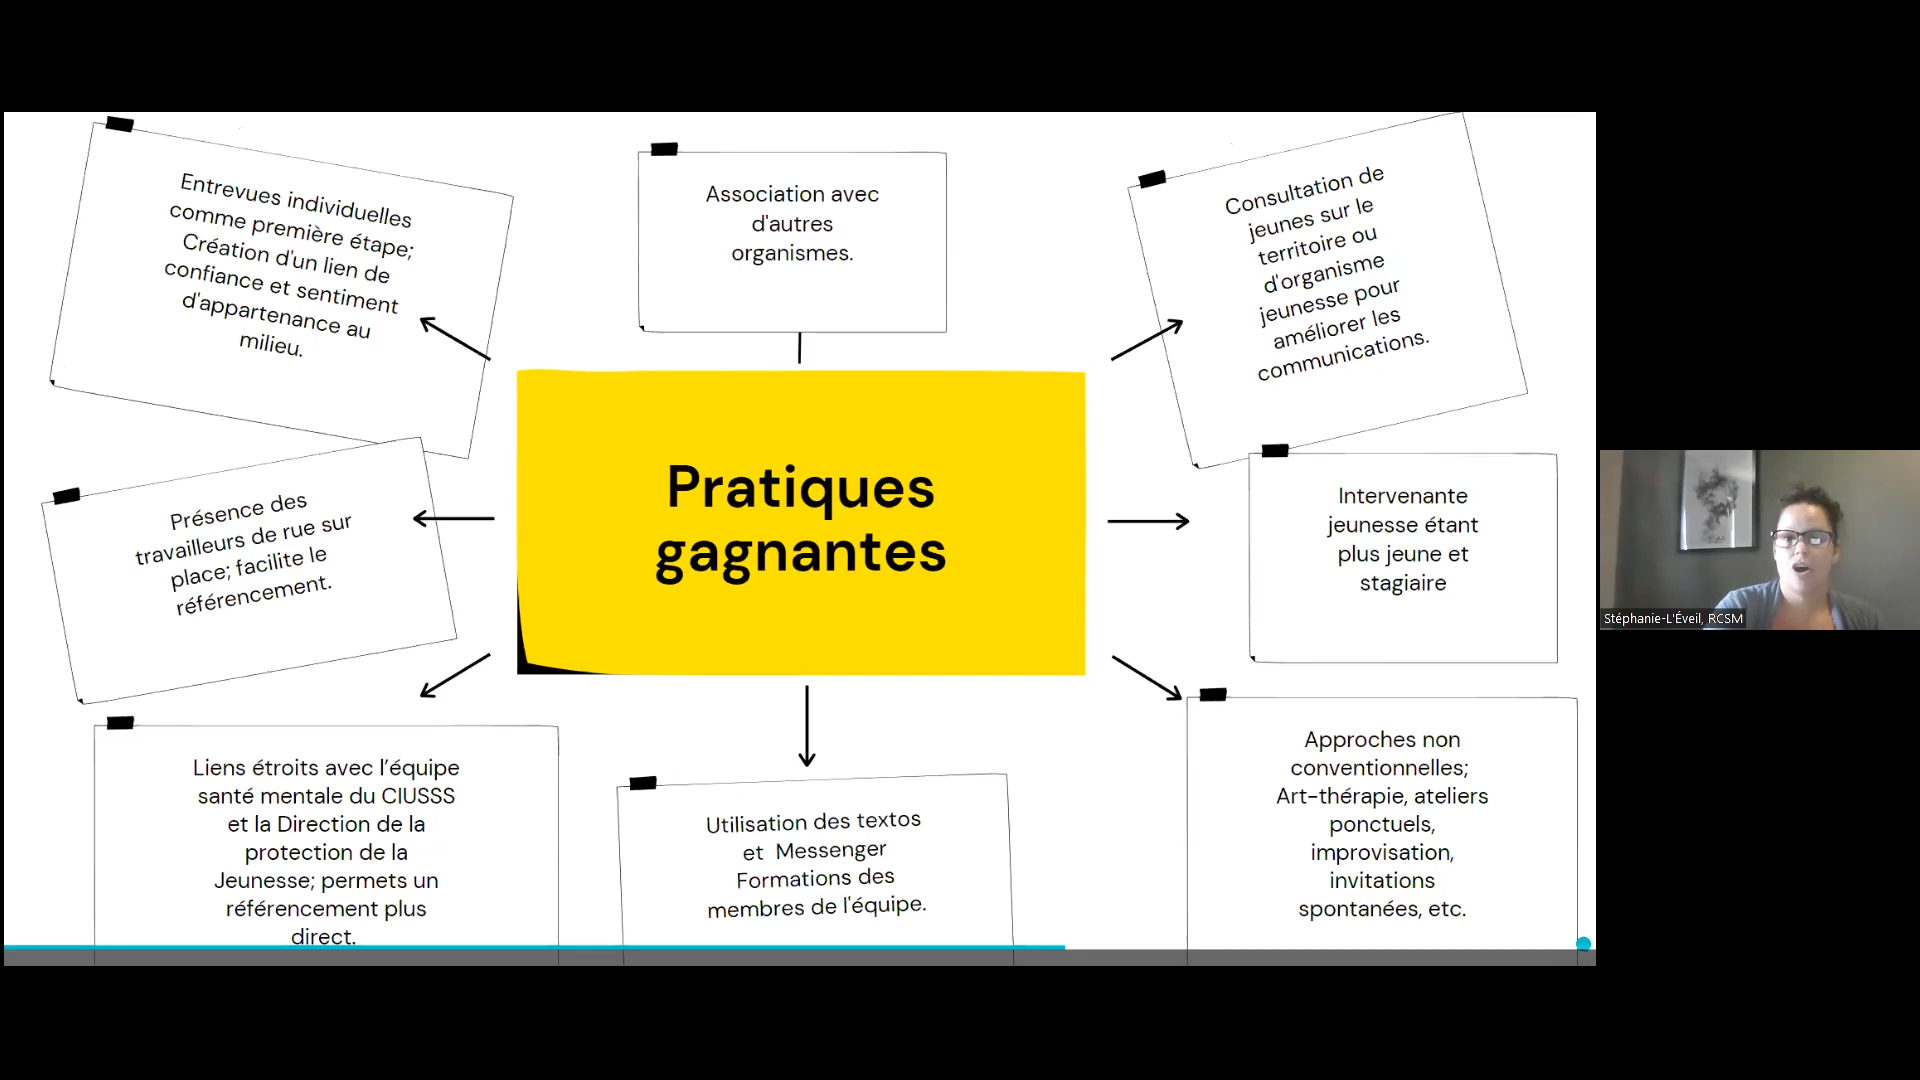 Entrevues individuelles
comme première étape;
Création d'un lien de
confiance et sentiment
d'appartenance au
milieu.
Association avec
d'autres
organismes.
Consultation de
jeunes sur le
territoire ou
d'organisme
jeunesse pour
améliorer les
communications.
Présence des
travailleurs de rue sur
place; facilite le
référencement.
Pratiques
gagnantes
Intervenante
jeunesse étant
plus jeune et
stagiaire
Liens étroits avec l’équipe
santé mentale du CIUSSS
et la Direction de la
protection de la
Jeunesse; permets un
référencement plus
direct.
Utilisation des textos
et Messenger
Formations des
membres de l'équipe.
Approches non
conventionnelles;
Art-thérapie, ateliers
ponctuels,
improvisation,
invitations
spontanées, etc.
Stéphanie-L'Éveil, RCSM